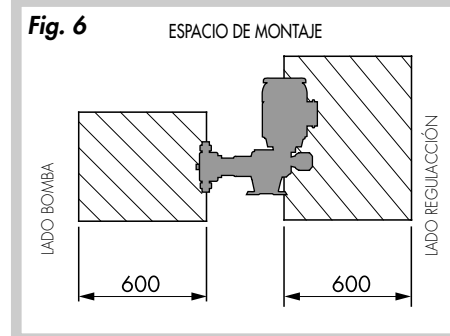 Fig. 6
ESPACIO DE MONTAJE
LADO BOMBA
LADO REGULACCIÓN
600
600